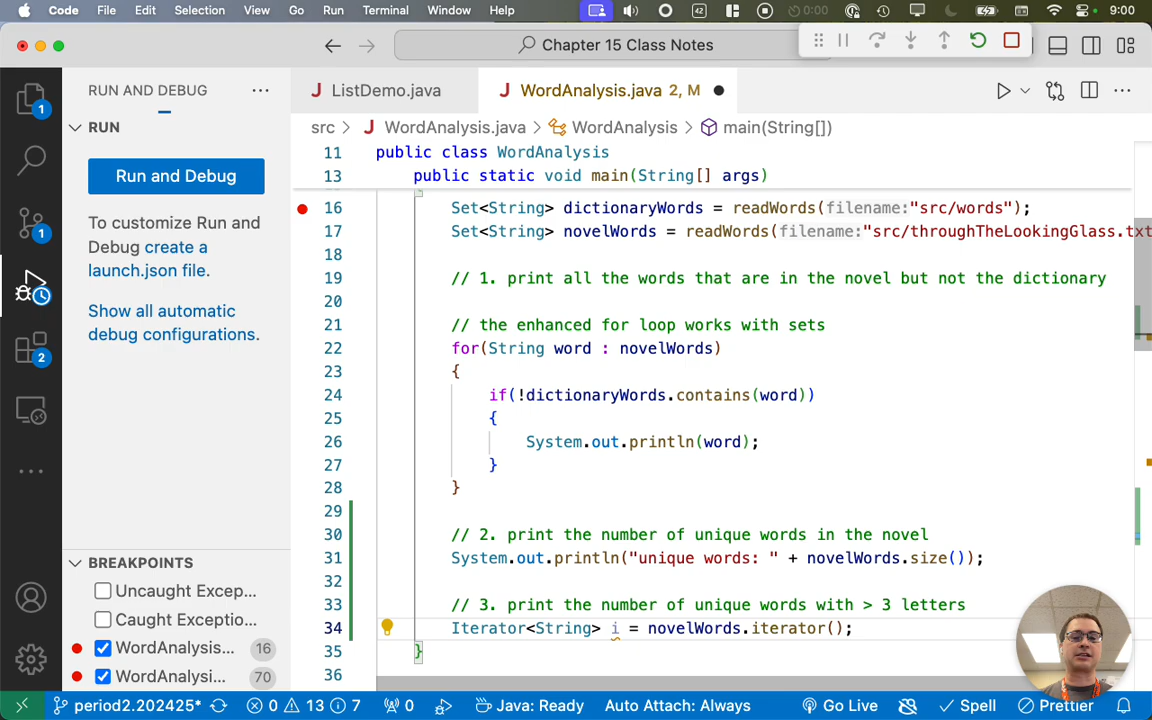 Code File Edit Selection View Go Run Terminal Window Help 42 0:00 9:00
Chapter 15 Class Notes
RUN AND DEBUG ...
J ListDemo.java
J WordAnalysis.java 2, M
RUN
src > J WordAnalysis.java > WordAnalysis > main(String[])
Run and Debug
To customize Run and
Debug create a
launch.json file.
Show all automatic
debug configurations.
1
1
2
BREAKPOINTS
Uncaught Excep...
Caught Exceptio...
WordAnalysis... 16
WordAnalysi... 70
11 public class WordAnalysis
13 public static void main(String[] args)
16 Set<String> dictionaryWords = readWords(filename:"src/words");
17 Set<String> novelWords = readWords(filename:"src/throughTheLookingGlass.txt
18
19 // 1. print all the words that are in the novel but not the dictionary
20
21 // the enhanced for loop works with sets
22 for(String word : novelWords)
23 {
24 if(!dictionaryWords.contains(word))
25 {
26 System.out.println(word);
27 }
28 }
29
30 // 2. print the number of unique words in the novel
31 System.out.println("unique words: " + novelWords.size());
32
33 // 3. print the number of unique words with > 3 letters
34 Iterator<String> i = novelWords.iterator();
35 }
36
period2.202425* 0 13 7 0 Java: Ready Auto Attach: Always Go Live Spell Prettier